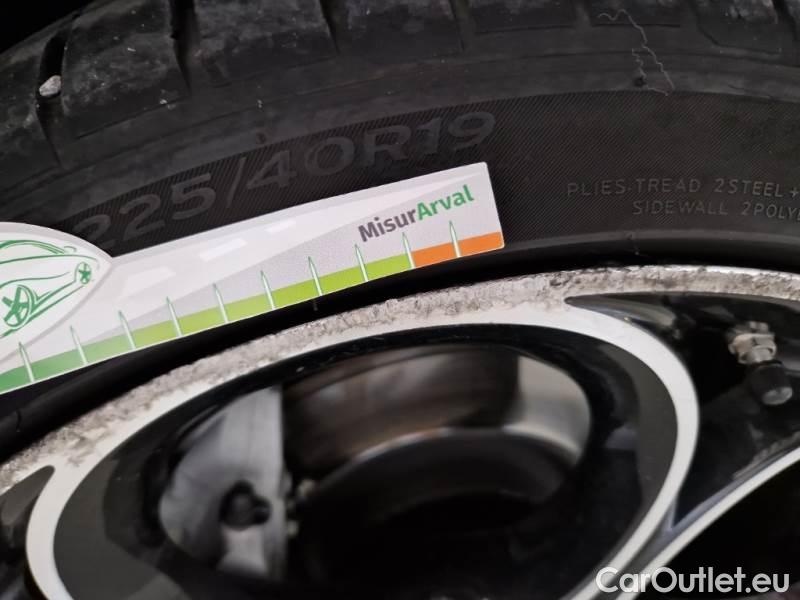 225/40R19
MisurArval
PLIES:TREAD 2STEEL+
SIDEWALL 2POLY
CarOutlet.eu